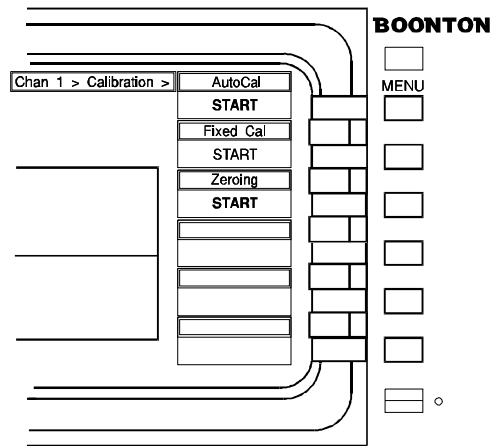 BOONTON
MENU
Chan 1 > Calibration >
AutoCal
START
Fixed Cal
START
Zeroing
START